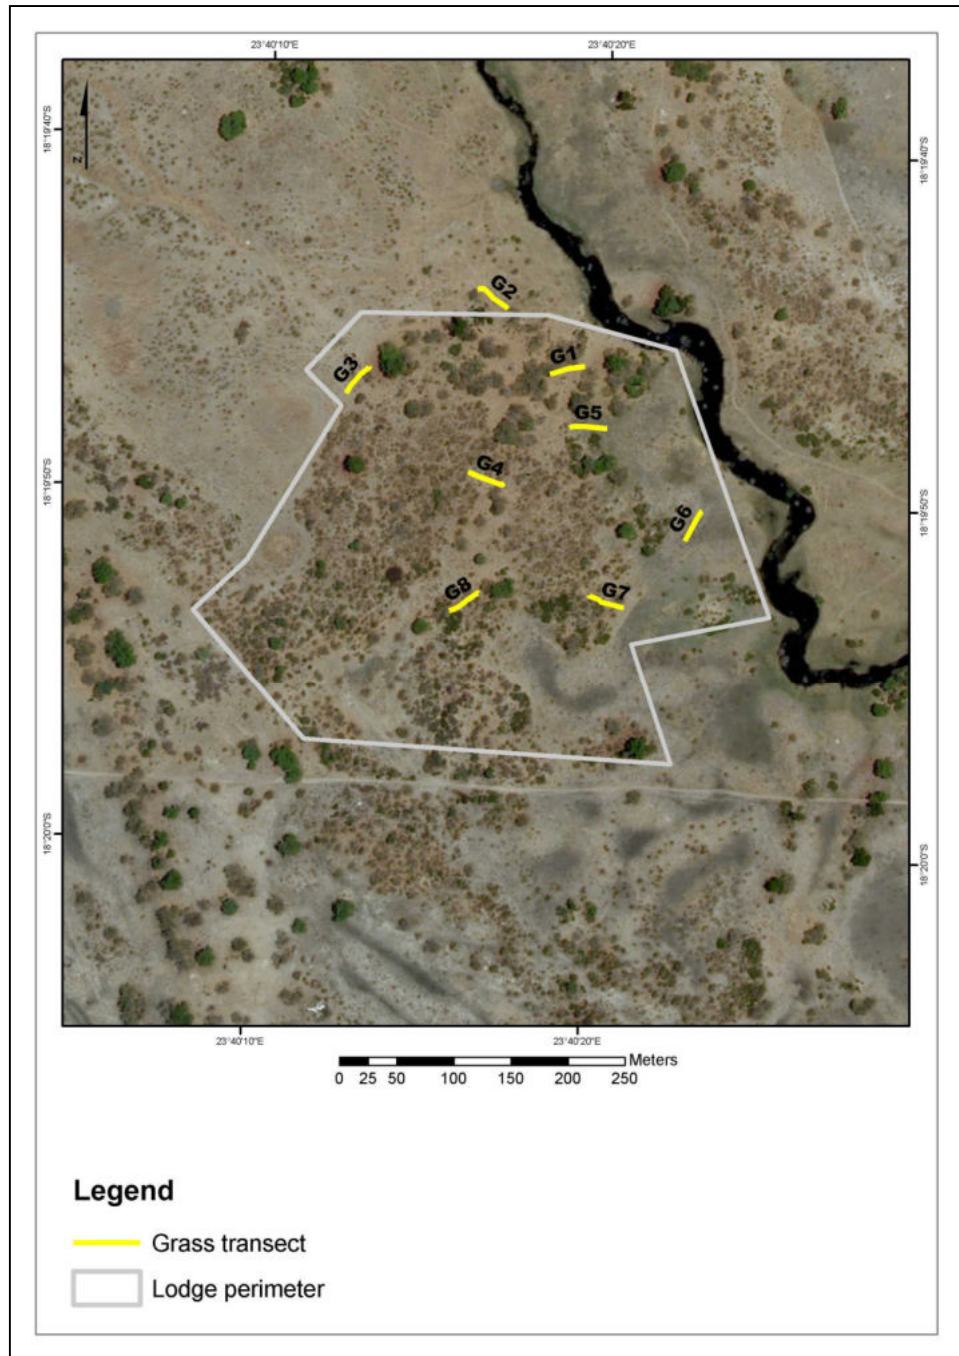 23°40'10"E 23°40'20"E
18°19'40"S
18°19'40"S
N
G2
G1
G3
G5
G4
18°19'50"S
18°19'50"S
G6
G8
G7
18°20'0"S
18°20'0"S
23°40'10"E 23°40'20"E
Meters
0 25 50 100 150 200 250
Legend
Grass transect
Lodge perimeter